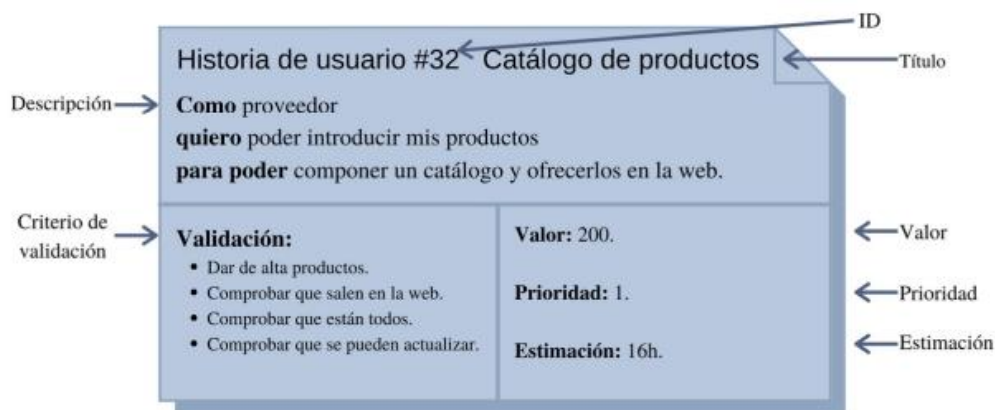 ID
Historia de usuario #32 Catálogo de productos
Título
Descripción
Como proveedor
quiero poder introducir mis productos
para poder componer un catálogo y ofrecerlos en la web.
Criterio de
validación
Validación:
• Dar de alta productos.
• Comprobar que salen en la web.
• Comprobar que están todos.
• Comprobar que se pueden actualizar.
Valor: 200.
Valor
Prioridad: 1.
Prioridad
Estimación: 16h.
Estimación